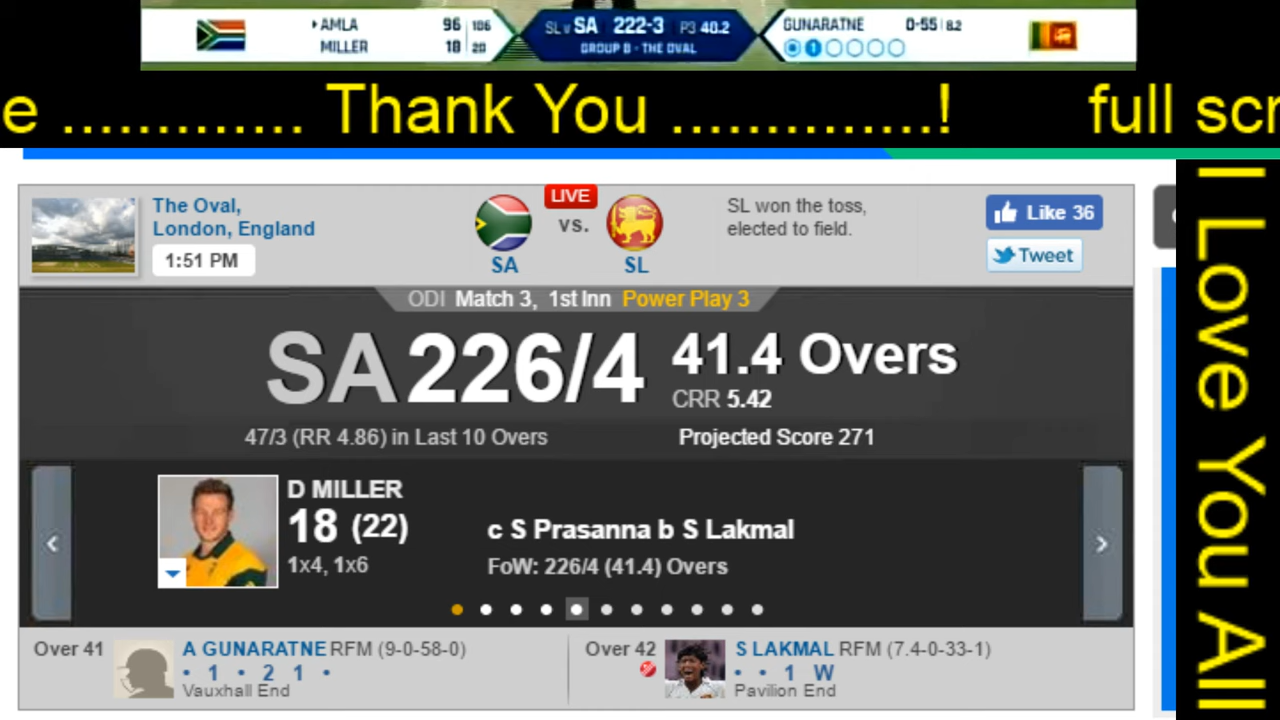 AMLA 96 106
MILLER 18 20
SL v SA 222-3 P3 40.2
GROUP B - THE OVAL
GUNARATNE 0-55 8.2
1
e ............ Thank You ..............! full scr
The Oval,
London, England
1:51 PM
LIVE
vs.
SA SL
SL won the toss,
elected to field.
Like 36
Tweet
ODI Match 3, 1st Inn Power Play 3
SA 226/4 41.4 Overs
CRR 5.42
47/3 (RR 4.86) in Last 10 Overs
Projected Score 271
D MILLER
18 (22)
1x4, 1x6
c S Prasanna b S Lakmal
FoW: 226/4 (41.4) Overs
Over 41 A GUNARATNE RFM (9-0-58-0)
• 1 • 2 1 •
Vauxhall End
Over 42 S LAKMAL RFM (7.4-0-33-1)
• • 1 W
Pavilion End
I Love You All